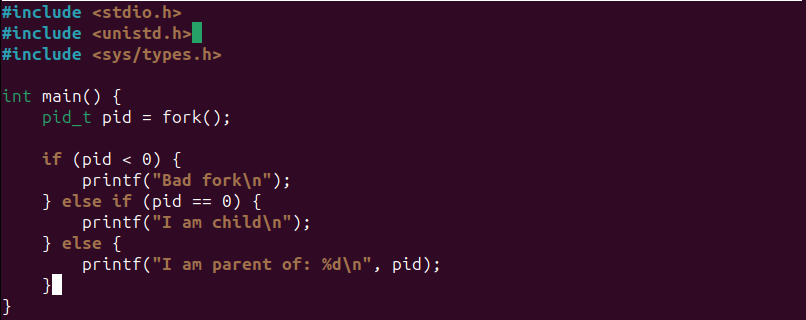 #include <stdio.h>
#include <unistd.h>
#include <sys/types.h>

int main() {
    pid_t pid = fork();

    if (pid < 0) {
        printf("Bad fork\n");
    } else if (pid == 0) {
        printf("I am child\n");
    } else {
        printf("I am parent of: %d\n", pid);
    }
}